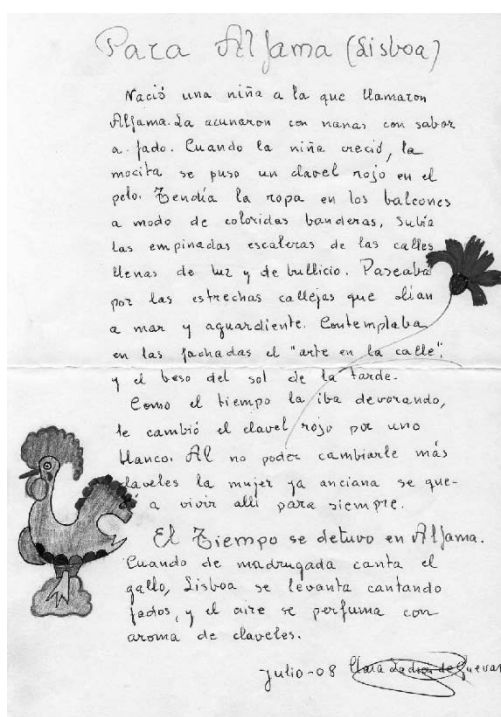 Para Alfama (Lisboa)
Nació una niña a la que llamaron
Alfama. La acunaron con nanas con sabor
a fado. Cuando la niña creció, la
mocita se puso un clavel rojo en el
pelo. Tendía la ropa en los balcones
a modo de coloridas banderas, subía
las empinadas escaleras de las calles
llenas de luz y de bullicio. Paseaba
por las estrechas callejas que olían
a mar y aguardiente. Contemplaba
en las fachadas el "arte en la calle",
y el beso del sol de la tarde.
Como el tiempo la iba devorando,
le cambió el clavel rojo por uno
blanco. Al no poder cambiarle más
claveles la mujer ya anciana se que-
a vivir allí para siempre.
El Tiempo se detuvo en Alfama.
Cuando de madrugada canta el
gallo, Lisboa se levanta cantando
fados, y el aire se perfuma con
aroma de claveles.
Julio-08 Clara de Guevar